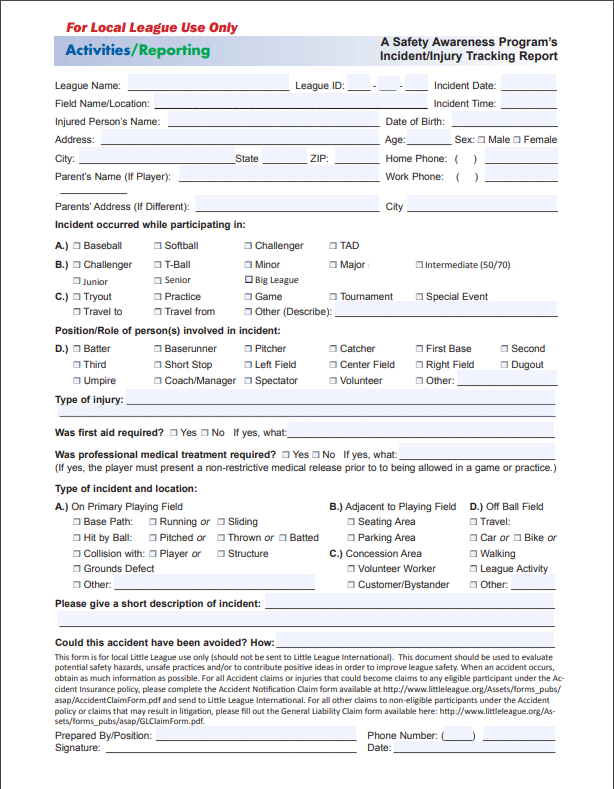 For Local League Use Only
Activities/Reporting
A Safety Awareness Program's
Incident/Injury Tracking Report
League Name: League ID: - - Incident Date:
Field Name/Location: Incident Time:
Injured Person's Name: Date of Birth:
Address: Age: Sex: ☐ Male ☐ Female
City: State ZIP: Home Phone: ( )
Parent's Name (If Player): Work Phone: ( )
Parents' Address (If Different): City
Incident occurred while participating in:
A.) ☐ Baseball ☐ Softball ☐ Challenger ☐ TAD
B.) ☐ Challenger ☐ T-Ball ☐ Minor ☐ Major ☐ Intermediate (50/70)
☐ Junior ☐ Senior ☐ Big League
C.) ☐ Tryout ☐ Practice ☐ Game ☐ Tournament ☐ Special Event
☐ Travel to ☐ Travel from ☐ Other (Describe):
Position/Role of person(s) involved in incident:
D.) ☐ Batter ☐ Baserunner ☐ Pitcher ☐ Catcher ☐ First Base ☐ Second
☐ Third ☐ Short Stop ☐ Left Field ☐ Center Field ☐ Right Field ☐ Dugout
☐ Umpire ☐ Coach/Manager ☐ Spectator ☐ Volunteer ☐ Other:
Type of injury:
Was first aid required? ☐ Yes ☐ No If yes, what:
Was professional medical treatment required? ☐ Yes ☐ No If yes, what:
(If yes, the player must present a non-restrictive medical release prior to to being allowed in a game or practice.)
Type of incident and location:
A.) On Primary Playing Field B.) Adjacent to Playing Field D.) Off Ball Field
☐ Base Path: ☐ Running or ☐ Sliding ☐ Seating Area ☐ Travel:
☐ Hit by Ball: ☐ Pitched or ☐ Thrown or ☐ Batted ☐ Parking Area ☐ Car or ☐ Bike or
☐ Collision with: ☐ Player or ☐ Structure C.) Concession Area ☐ Walking
☐ Grounds Defect ☐ Volunteer Worker ☐ League Activity
☐ Other: ☐ Customer/Bystander ☐ Other:
Please give a short description of incident:
Could this accident have been avoided? How:
This form is for local Little League use only (should not be sent to Little League International). This document should be used to evaluate
potential safety hazards, unsafe practices and/or to contribute positive ideas in order to improve league safety. When an accident occurs,
obtain as much information as possible. For all Accident claims or injuries that could become claims to any eligible participant under the Ac-
cident Insurance policy, please complete the Accident Notification Claim form available at http://www.littleleague.org/Assets/forms_pubs/
asap/AccidentClaimForm.pdf and send to Little League International. For all other claims to non-eligible participants under the Accident
policy or claims that may result in litigation, please fill out the General Liability Claim form available here: http://www.littleleague.org/As-
sets/forms_pubs/asap/GLClaimForm.pdf.
Prepared By/Position: Phone Number: ( )
Signature: Date: